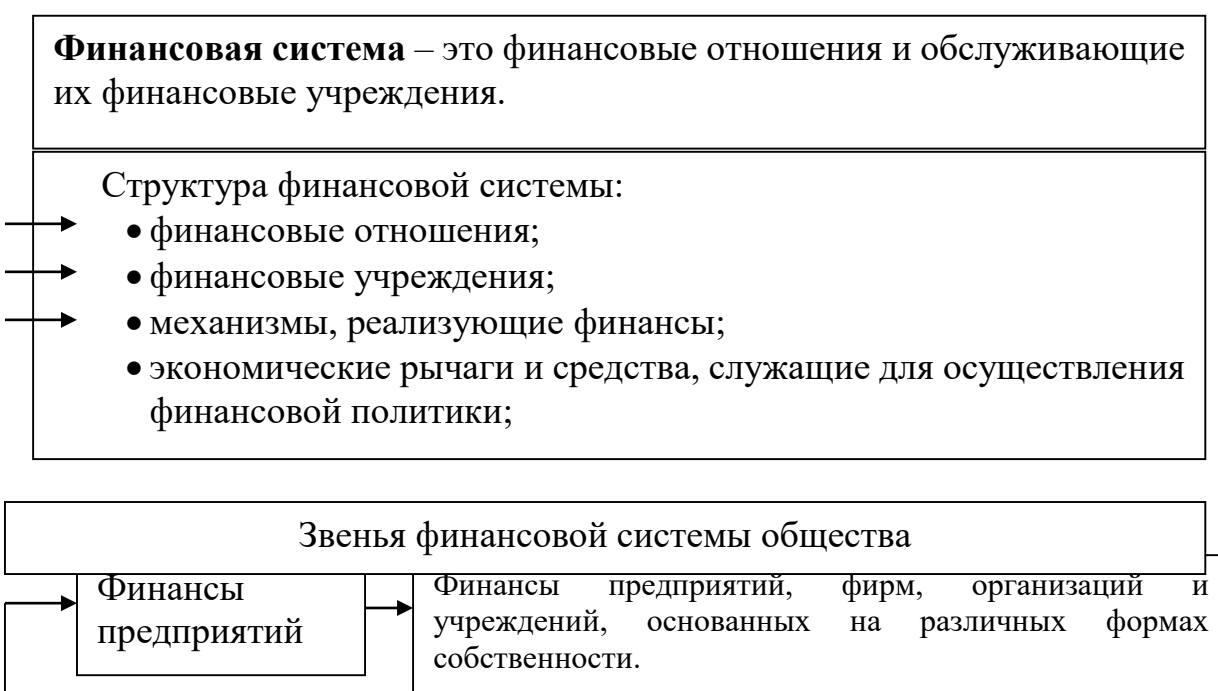 Финансовая система – это финансовые отношения и обслуживающие
их финансовые учреждения.
Структура финансовой системы:
• финансовые отношения;
• финансовые учреждения;
• механизмы, реализующие финансы;
• экономические рычаги и средства, служащие для осуществления
финансовой политики;
Звенья финансовой системы общества
Финансы
предприятий
Финансы предприятий, фирм, организаций и
учреждений, основанных на различных формах
собственности.